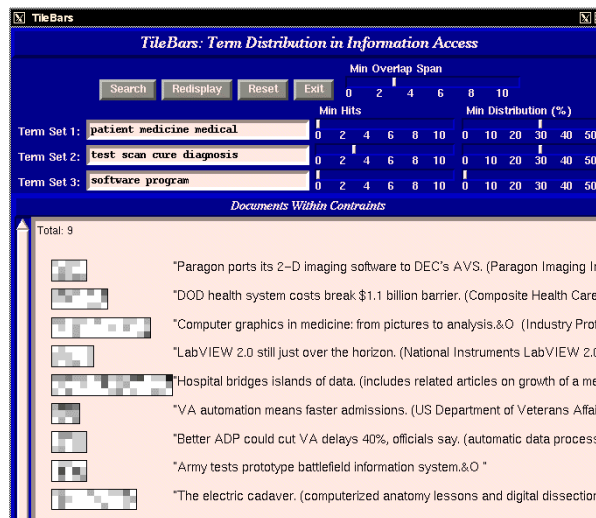 TileBars
TileBars: Term Distribution in Information Access
Min Overlap Span
Search Redisplay Reset Exit
0 2 4 6 8 10
Min Hits Min Distribution (%)
Term Set 1: patient medicine medical 0 2 4 6 8 10 0 10 20 30 40 50
Term Set 2: test scan cure diagnosis 0 2 4 6 8 10 0 10 20 30 40 50
Term Set 3: software program 0 2 4 6 8 10 0 10 20 30 40 50
Documents Within Contraints
Total: 9
"Paragon ports its 2-D imaging software to DEC's AVS. (Paragon Imaging
"DOD health system costs break $1.1 billion barrier. (Composite Health Care
"Computer graphics in medicine: from pictures to analysis.&O (Industry
"LabVIEW 2.0 still just over the horizon. (National Instruments LabVIEW 2.0
"Hospital bridges islands of data. (includes related articles on growth of a
"VA automation means faster admissions. (US Department of Veterans
"Better ADP could cut VA delays 40%, officials say. (automatic data
"Army tests prototype battlefield information system.&O "
"The electric cadaver. (computerized anatomy lessons and digital